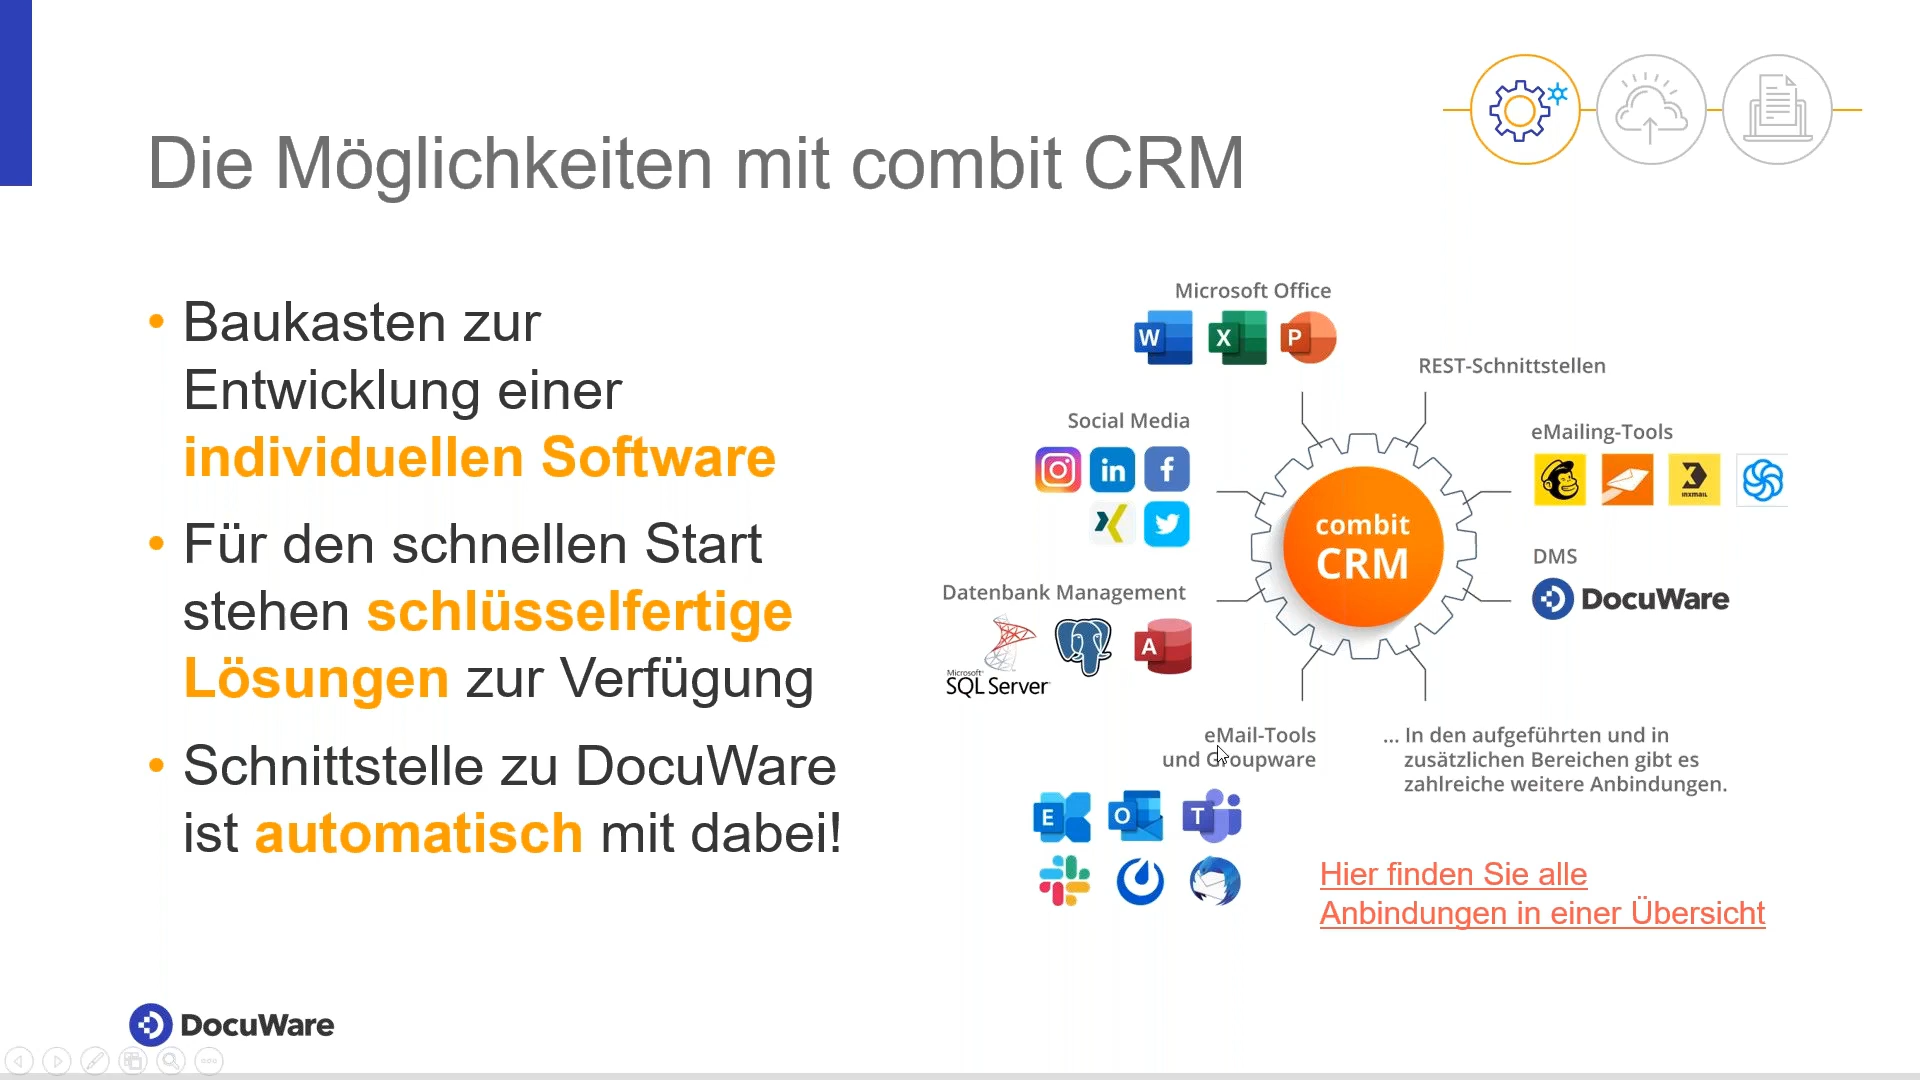 Die Möglichkeiten mit combit CRM
• Baukasten zur
Entwicklung einer
individuellen Software
• Für den schnellen Start
stehen schlüsselfertige
Lösungen zur Verfügung
• Schnittstelle zu DocuWare
ist automatisch mit dabei!
Microsoft Office
W X P
REST-Schnittstellen
Social Media
in f
eMailing-Tools
INXMAIL
combit
CRM
DMS
DocuWare
Datenbank Management
A
Microsoft
SQL Server
eMail-Tools
und Groupware
E O T
... In den aufgeführten und in
zusätzlichen Bereichen gibt es
zahlreiche weitere Anbindungen.
Hier finden Sie alle
Anbindungen in einer Übersicht
DocuWare